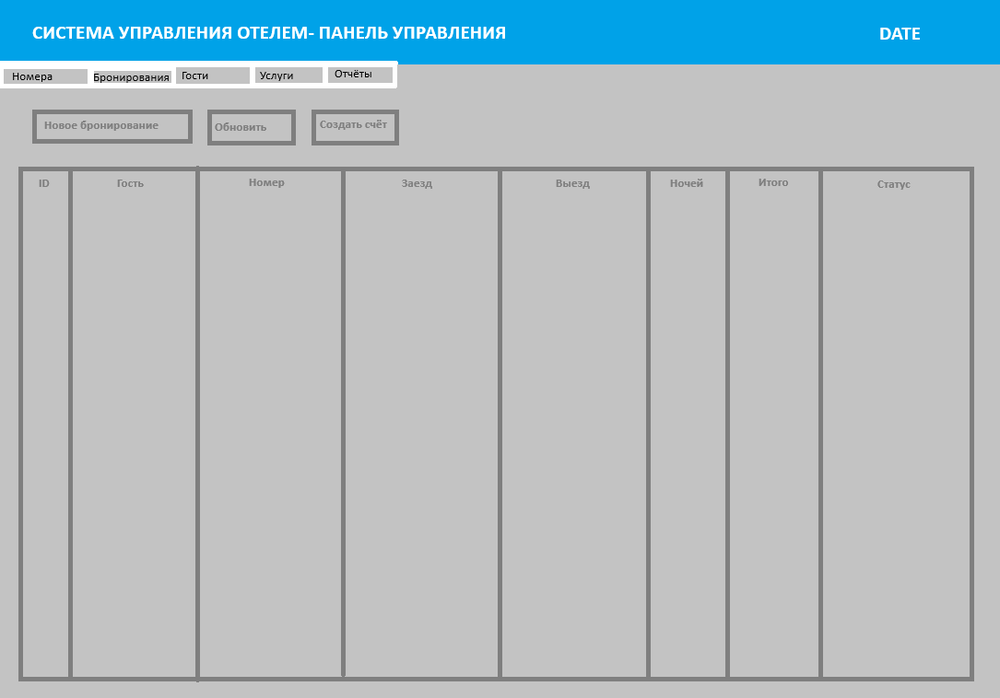 СИСТЕМА УПРАВЛЕНИЯ ОТЕЛЕМ- ПАНЕЛЬ УПРАВЛЕНИЯ DATE
Номера Бронирования Гости Услуги Отчёты
Новое бронирование Обновить Создать счёт
ID Гость Номер Заезд Выезд Ночей Итого Статус